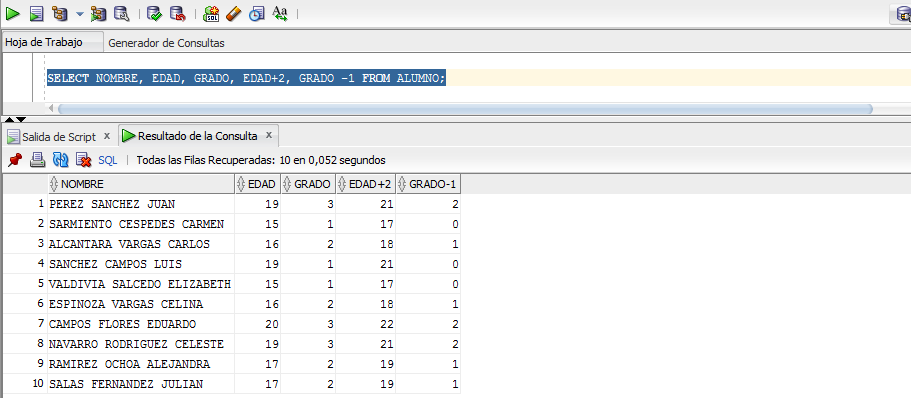 SQL
Aa
Hoja de Trabajo Generador de Consultas
SELECT NOMBRE, EDAD, GRADO, EDAD+2, GRADO -1 FROM ALUMNO;
Salida de Script x Resultado de la Consulta x
SQL | Todas las Filas Recuperadas: 10 en 0,052 segundos
NOMBRE EDAD GRADO EDAD+2 GRADO-1
1 PEREZ SANCHEZ JUAN 19 3 21 2
2 SARMIENTO CESPEDES CARMEN 15 1 17 0
3 ALCANTARA VARGAS CARLOS 16 2 18 1
4 SANCHEZ CAMPOS LUIS 19 1 21 0
5 VALDIVIA SALCEDO ELIZABETH 15 1 17 0
6 ESPINOZA VARGAS CELINA 16 2 18 1
7 CAMPOS FLORES EDUARDO 20 3 22 2
8 NAVARRO RODRIGUEZ CELESTE 19 3 21 2
9 RAMIREZ OCHOA ALEJANDRA 17 2 19 1
10 SALAS FERNANDEZ JULIAN 17 2 19 1